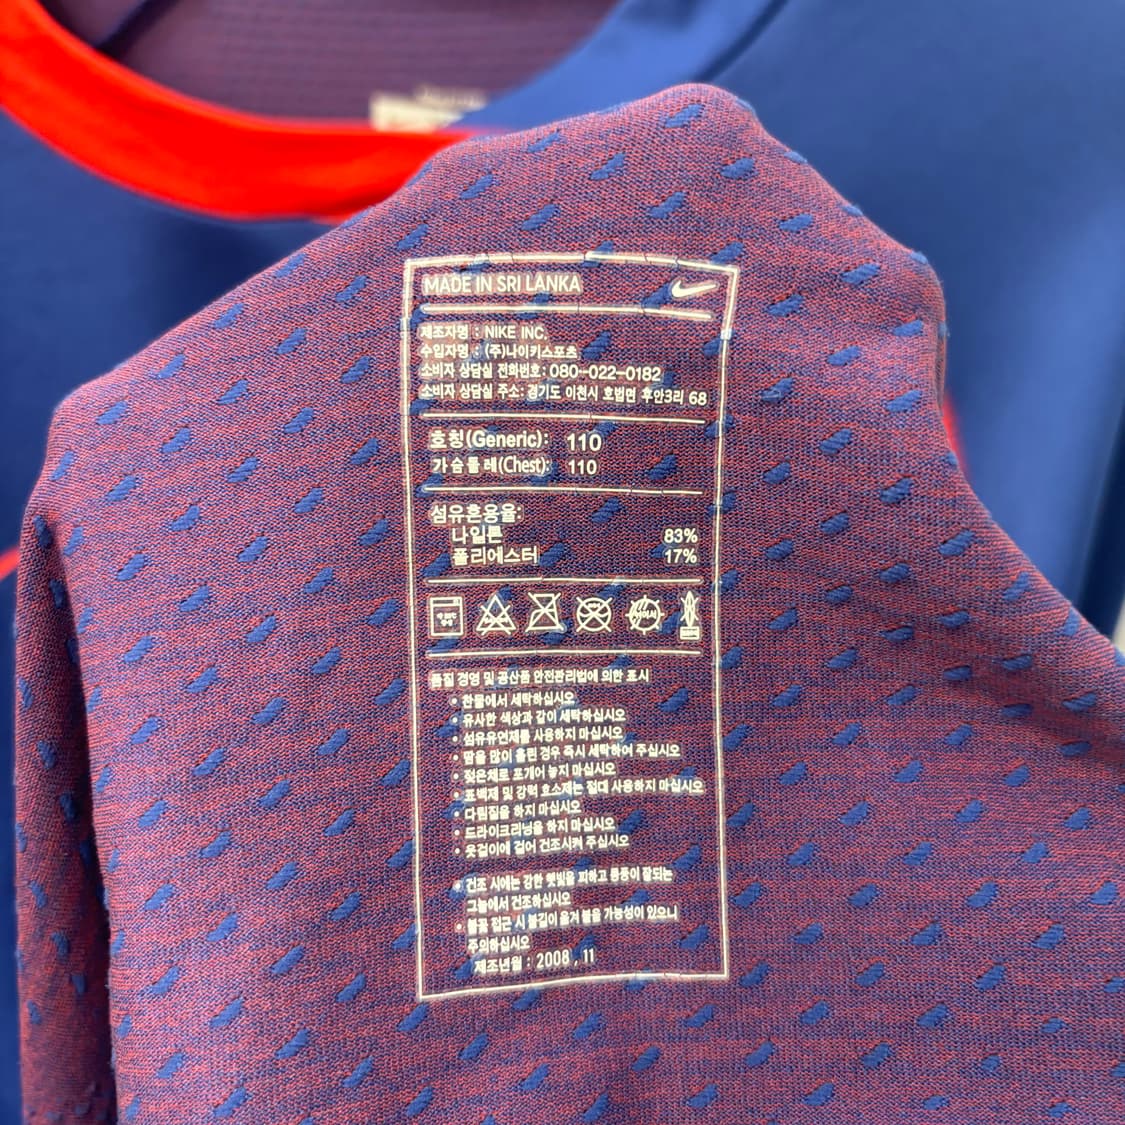 MADE IN SRI LANKA
제조자명 : NIKE INC.
수입자명 : (주)나이키스포츠
소비자 상담실 전화번호: 080-022-0182
소비자 상담실 주소: 경기도 이천시 호법면 후안3리 68
호칭(Generic): 110
가슴둘레(Chest): 110
섬유혼용율:
나일론 83%
폴리에스터 17%
품질 경영 및 공산품 안전관리법에 의한 표시
• 찬물에서 세탁하십시오
• 유사한 색상과 같이 세탁하십시오
• 섬유유연제를 사용하지 마십시오
• 땀을 많이 흘린 경우 즉시 세탁하여 주십시오
• 젖은채로 포개어 놓지 마십시오
• 표백제 및 강력 효소제는 절대 사용하지 마십시오
• 다림질을 하지 마십시오
• 드라이크리닝을 하지 마십시오
• 옷걸이에 걸어 건조시켜 주십시오
• 건조 시에는 강한 햇빛을 피하고 통풍이 잘되는
그늘에서 건조하십시오
• 불꽃 접근 시 불길이 옮겨 붙을 가능성이 있으니
주의하십시오
제조년월 : 2008 , 11